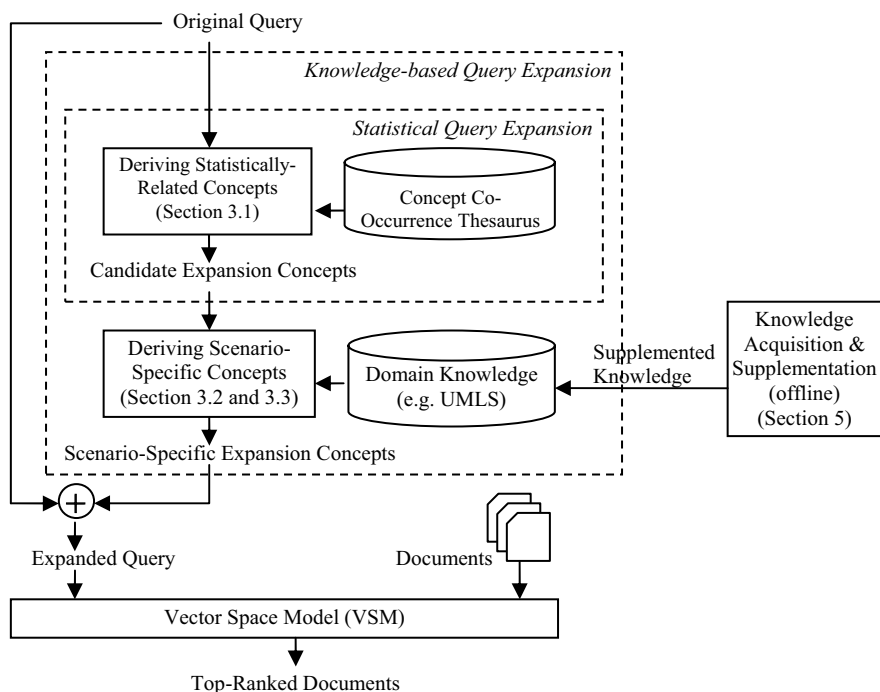 Original Query
Knowledge-based Query Expansion
Statistical Query Expansion
Deriving Statistically-
Related Concepts
(Section 3.1)
Concept Co-
Occurrence Thesaurus
Candidate Expansion Concepts
Deriving Scenario-
Specific Concepts
(Section 3.2 and 3.3)
Domain Knowledge
(e.g. UMLS)
Supplemented
Knowledge
Knowledge
Acquisition &
Supplementation
(offline)
(Section 5)
Scenario-Specific Expansion Concepts
+
Expanded Query
Documents
Vector Space Model (VSM)
Top-Ranked Documents